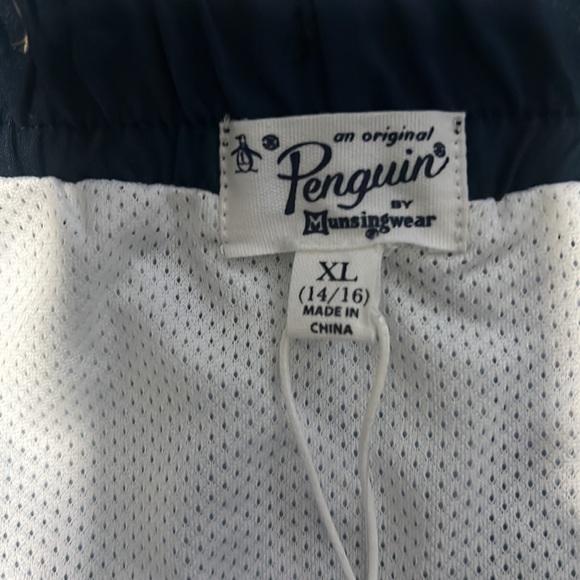 an original
Penguin®
BY
Munsingwear®
XL
(14/16)
MADE IN
CHINA